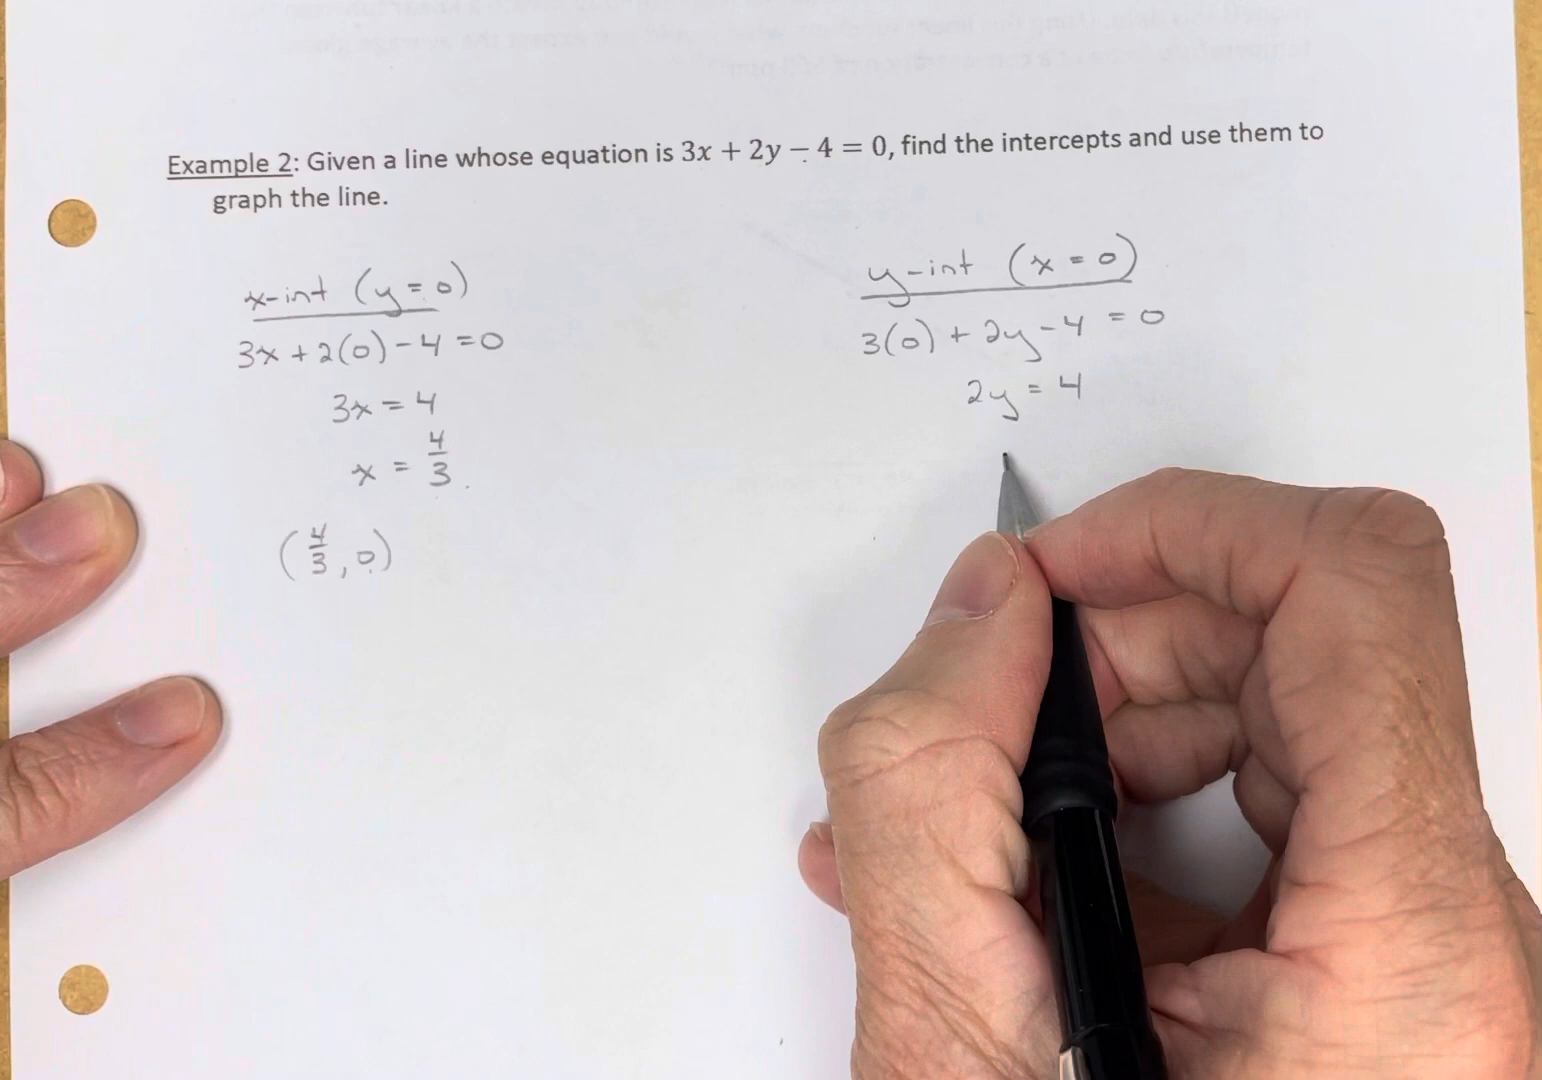 Example 2: Given a line whose equation is 3x + 2y − 4 = 0, find the intercepts and use them to
graph the line.
x-int (y = 0)
3x + 2(0) - 4 = 0
3x = 4
x = 4/3
(4/3, 0)
y-int (x = 0)
3(0) + 2y - 4 = 0
2y = 4